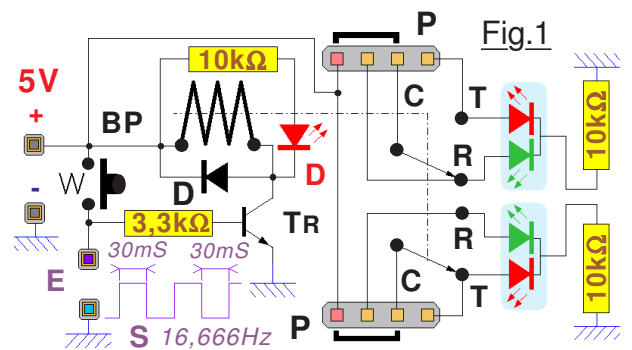 P
Fig.1
10kΩ
5V
+
BP
C
T
10kΩ
W
D
D
R
-
3,3kΩ
TR
R
30mS
30mS
C
T
10kΩ
E
S
16,666Hz
P